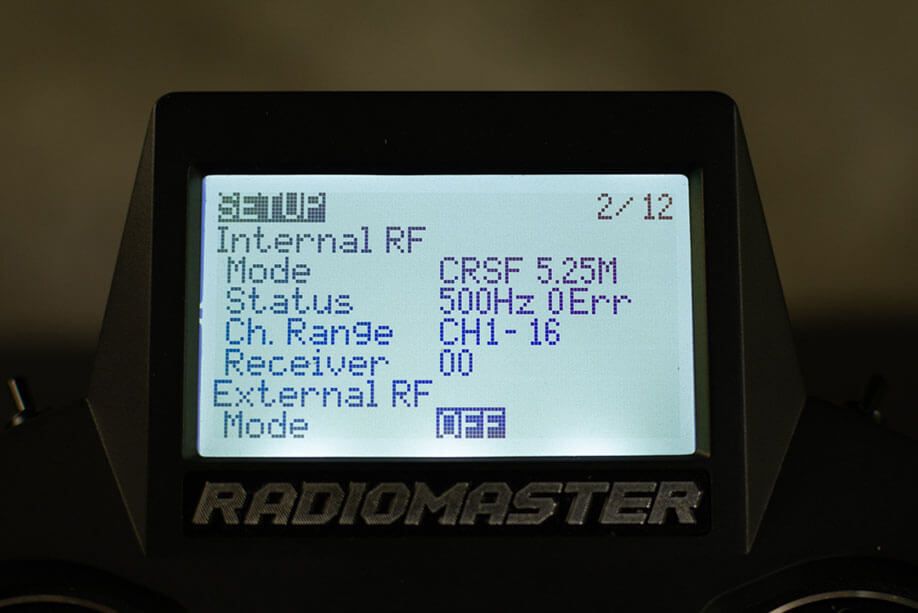 SETUP 2/12
Internal RF
Mode CRSF 5.25M
Status 500Hz 0Err
Ch. Range CH1-16
Receiver 00
External RF
Mode OFF
RADIOMASTER